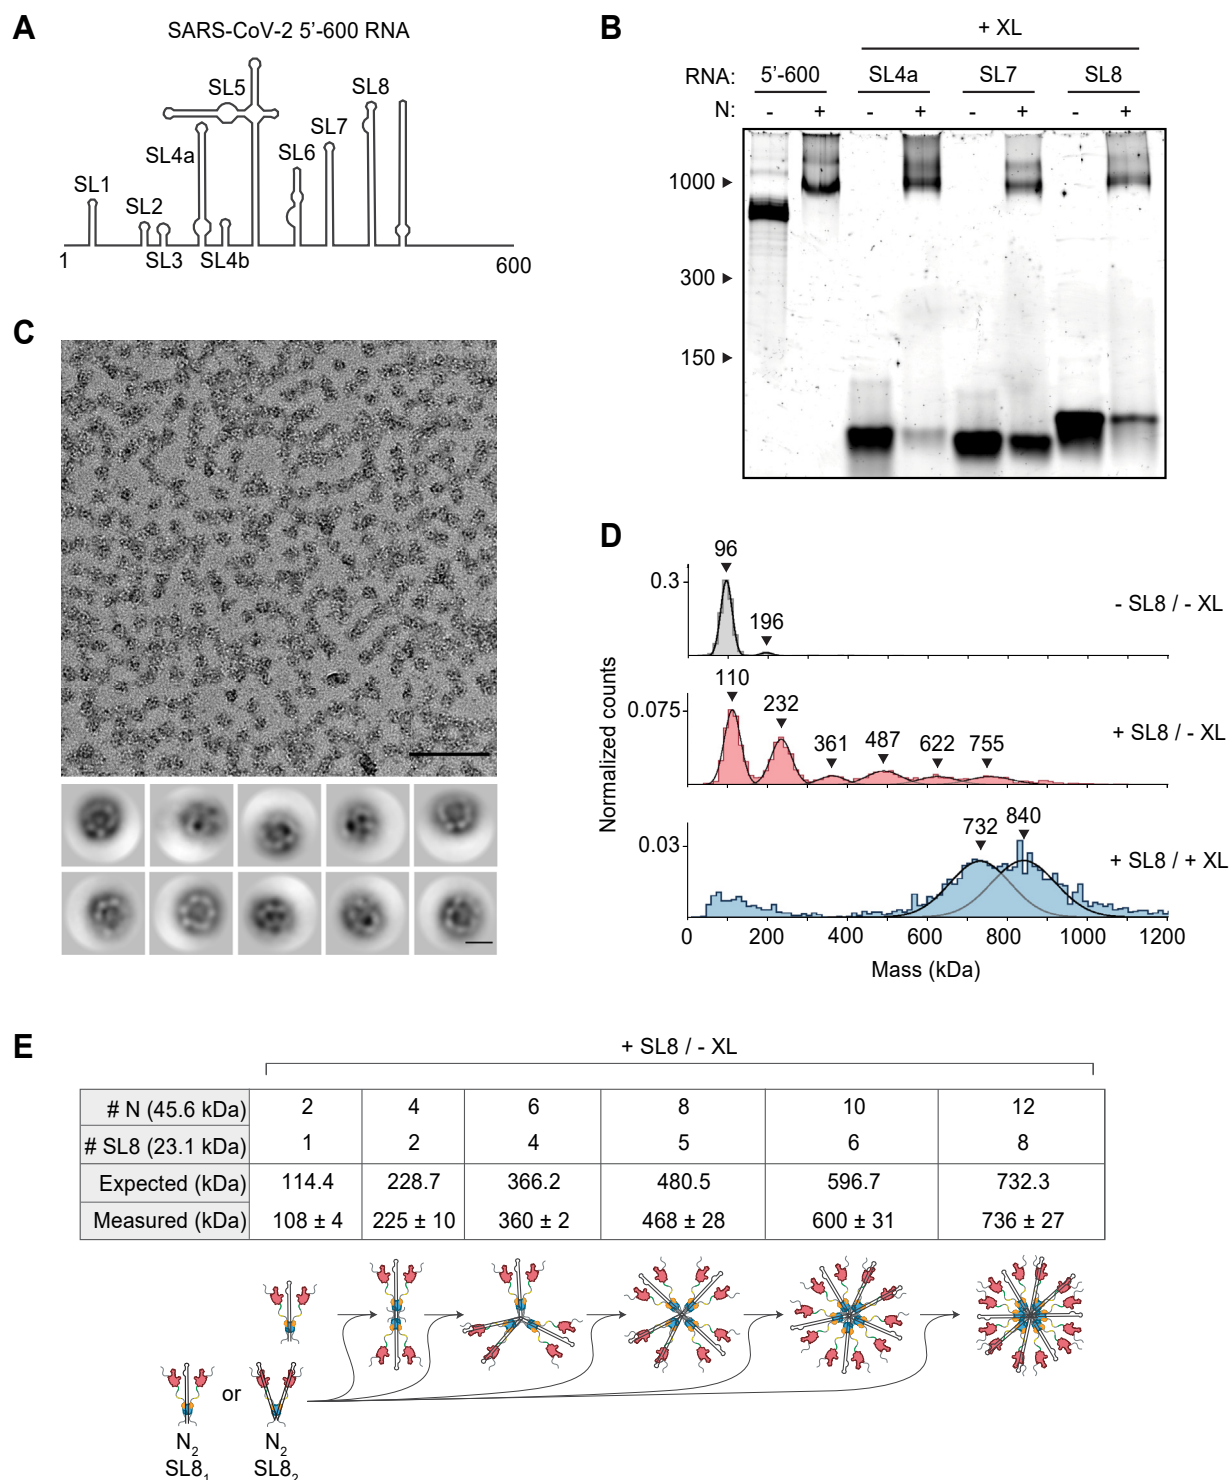 A
SARS-CoV-2 5’-600 RNA
SL5
SL8
SL7
SL4a
SL6
SL1
SL2
SL3
SL4b
1
600
B
+ XL
RNA: 5’-600 SL4a SL7 SL8
N: - + - + - + - +
1000
300
150
C
D
Normalized counts
96
0.3
196
- SL8 / - XL
110
0.075
232
361
487
622
755
+ SL8 / - XL
732
840
0.03
+ SL8 / + XL
0 200 400 600 800 1000 1200
Mass (kDa)
E
+ SL8 / - XL
# N (45.6 kDa) 2 4 6 8 10 12
# SL8 (23.1 kDa) 1 2 4 5 6 8
Expected (kDa) 114.4 228.7 366.2 480.5 596.7 732.3
Measured (kDa) 108 ± 4 225 ± 10 360 ± 2 468 ± 28 600 ± 31 736 ± 27
or
N2 N2
SL81 SL82